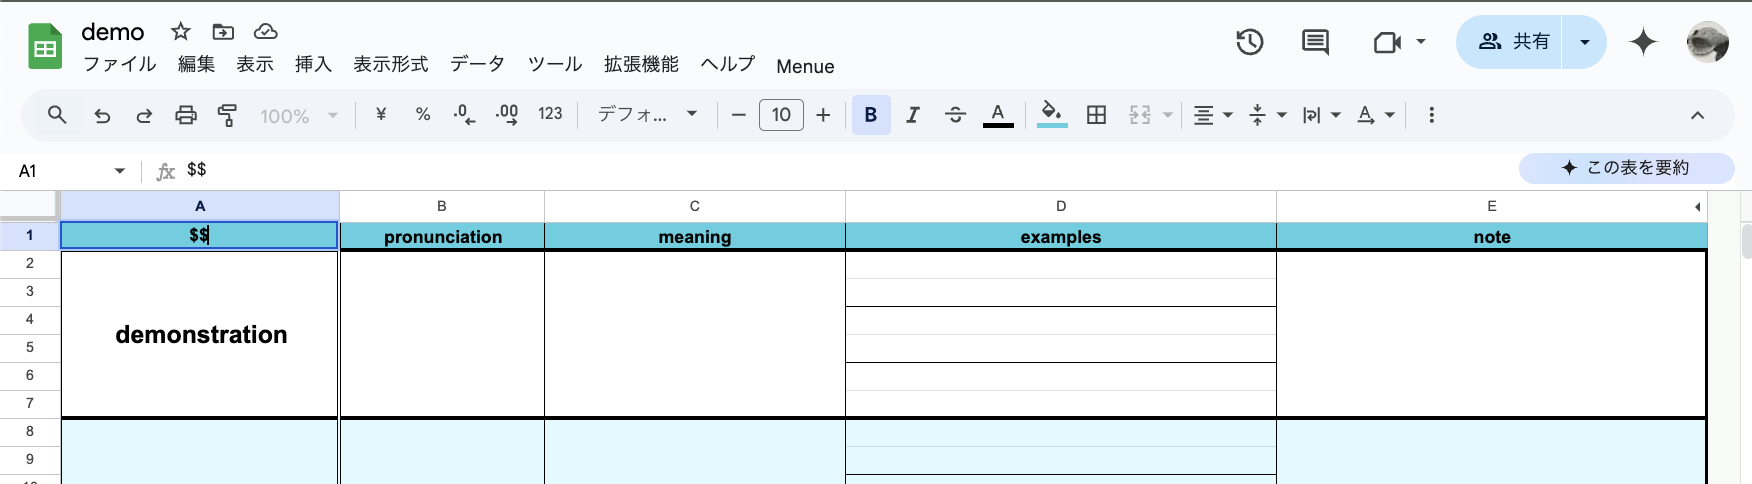 demo
ファイル 編集 表示 挿入 表示形式 データ ツール 拡張機能 ヘルプ Menue
共有
100% ¥ % .0 .00 123 デフォ... 10 B I S A A
A1 fx $$
この表を要約
A B C D E
1 $$ pronunciation meaning examples note
2
3
4
demonstration
5
6
7
8
9